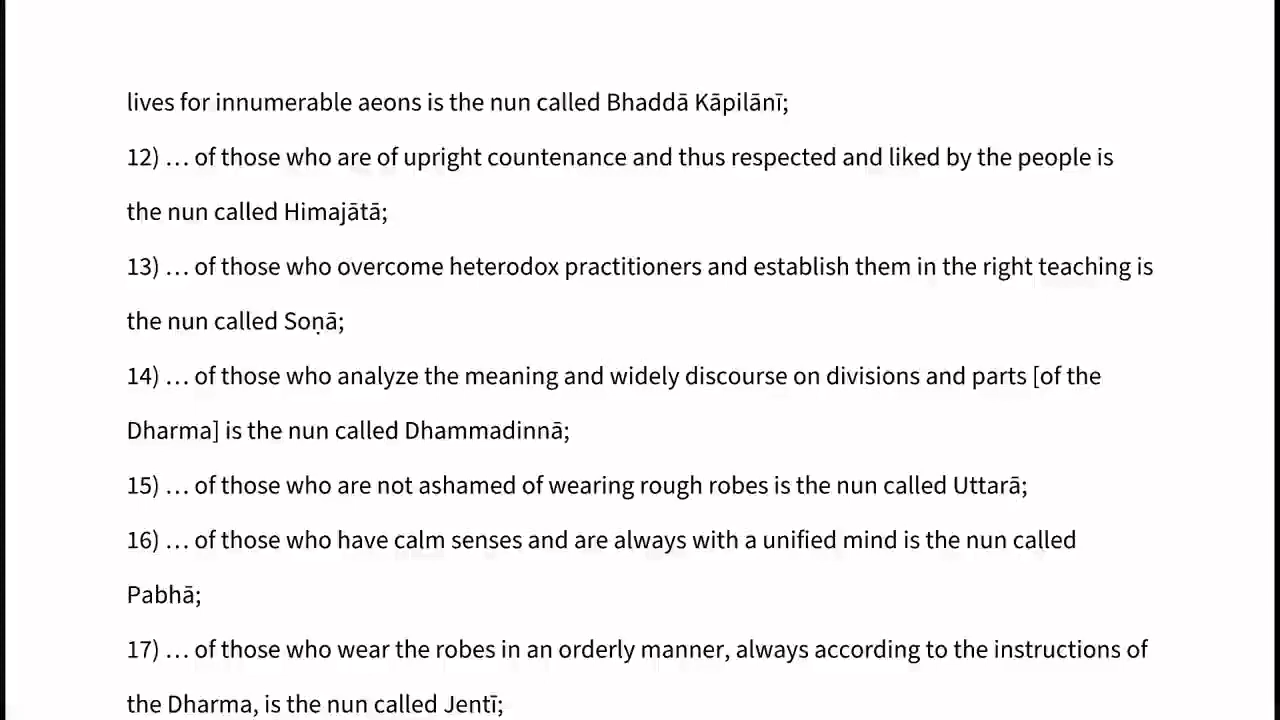 lives for innumerable aeons is the nun called Bhaddā Kāpilānī;
12) … of those who are of upright countenance and thus respected and liked by the people is
the nun called Himajātā;
13) … of those who overcome heterodox practitioners and establish them in the right teaching is
the nun called Soṇā;
14) … of those who analyze the meaning and widely discourse on divisions and parts [of the
Dharma] is the nun called Dhammadinnā;
15) … of those who are not ashamed of wearing rough robes is the nun called Uttarā;
16) … of those who have calm senses and are always with a unified mind is the nun called
Pabhā;
17) … of those who wear the robes in an orderly manner, always according to the instructions of
the Dharma, is the nun called Jentī;